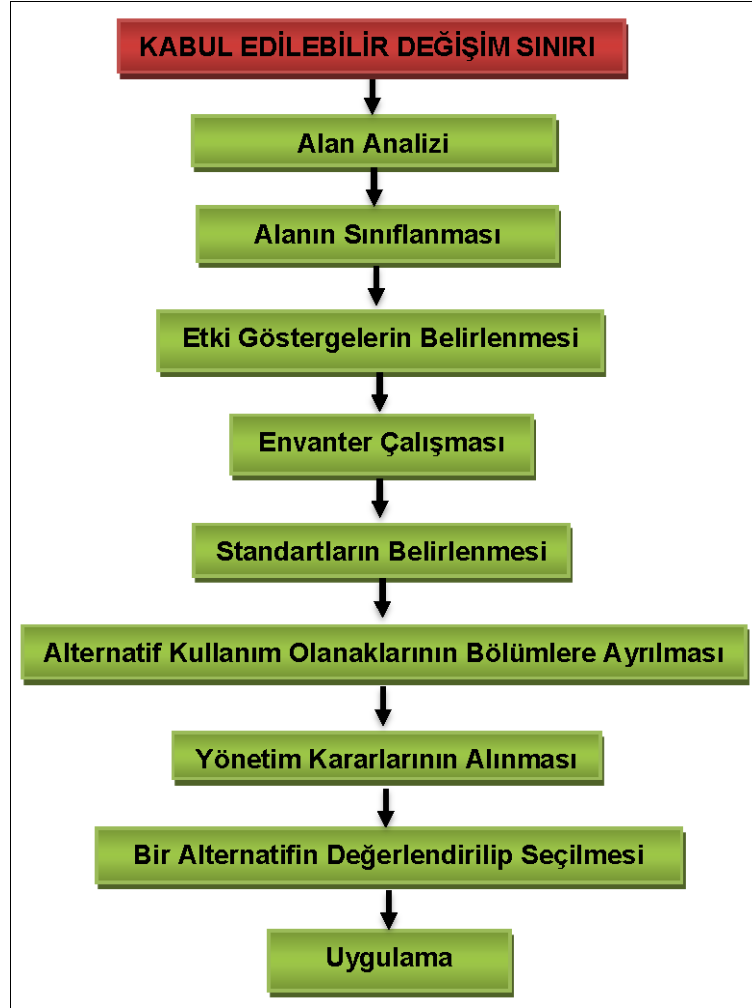 KABUL EDİLEBİLİR DEĞİŞİM SINIRI
Alan Analizi
Alanın Sınıflanması
Etki Göstergelerin Belirlenmesi
Envanter Çalışması
Standartların Belirlenmesi
Alternatif Kullanım Olanaklarının Bölümlere Ayrılması
Yönetim Kararlarının Alınması
Bir Alternatifin Değerlendirilip Seçilmesi
Uygulama